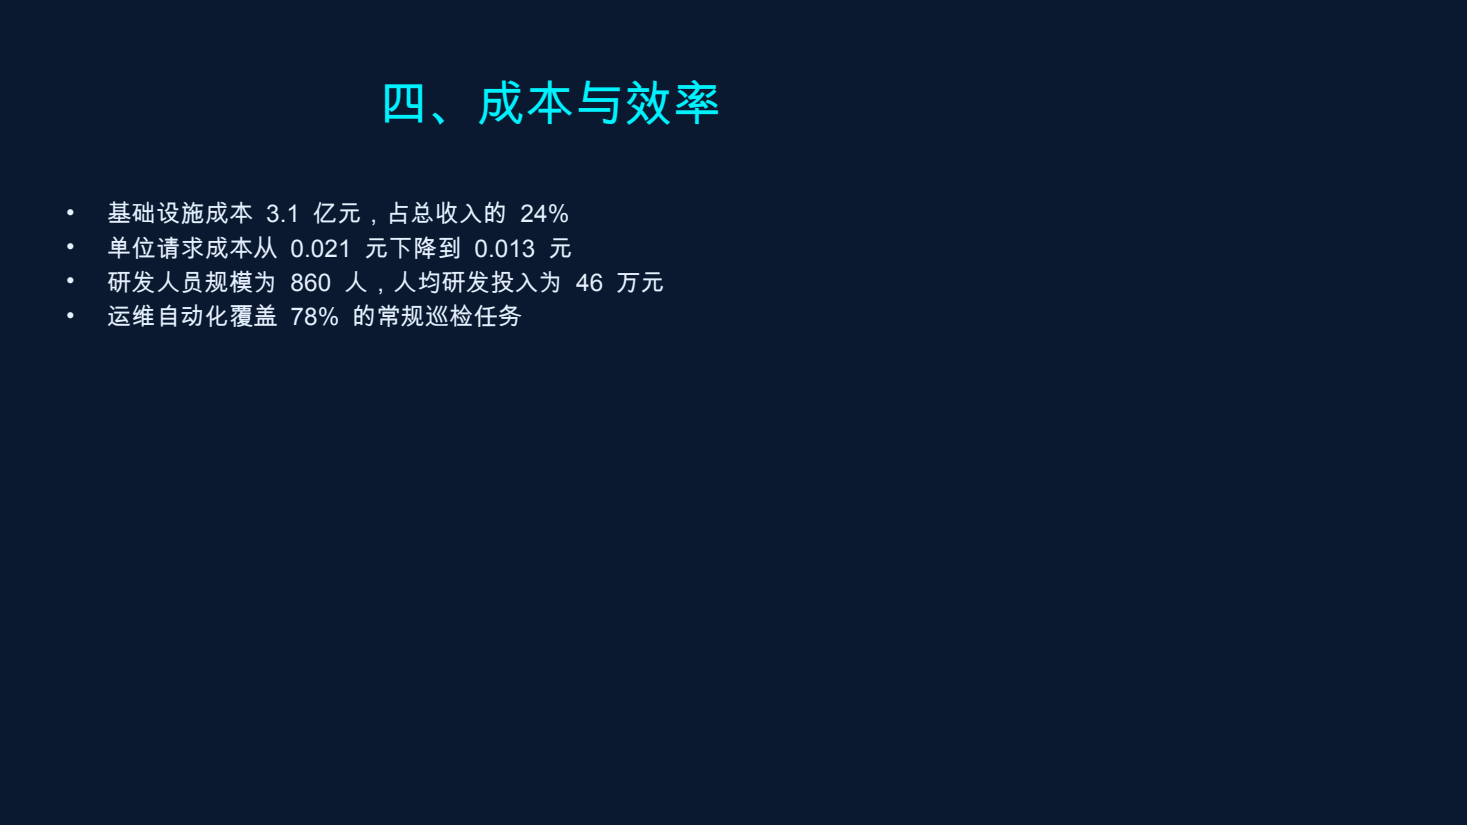 四、成本与效率
• 基础设施成本 3.1 亿元，占总收入的 24%
• 单位请求成本从 0.021 元下降到 0.013 元
• 研发人员规模为 860 人，人均研发投入为 46 万元
• 运维自动化覆盖 78% 的常规巡检任务